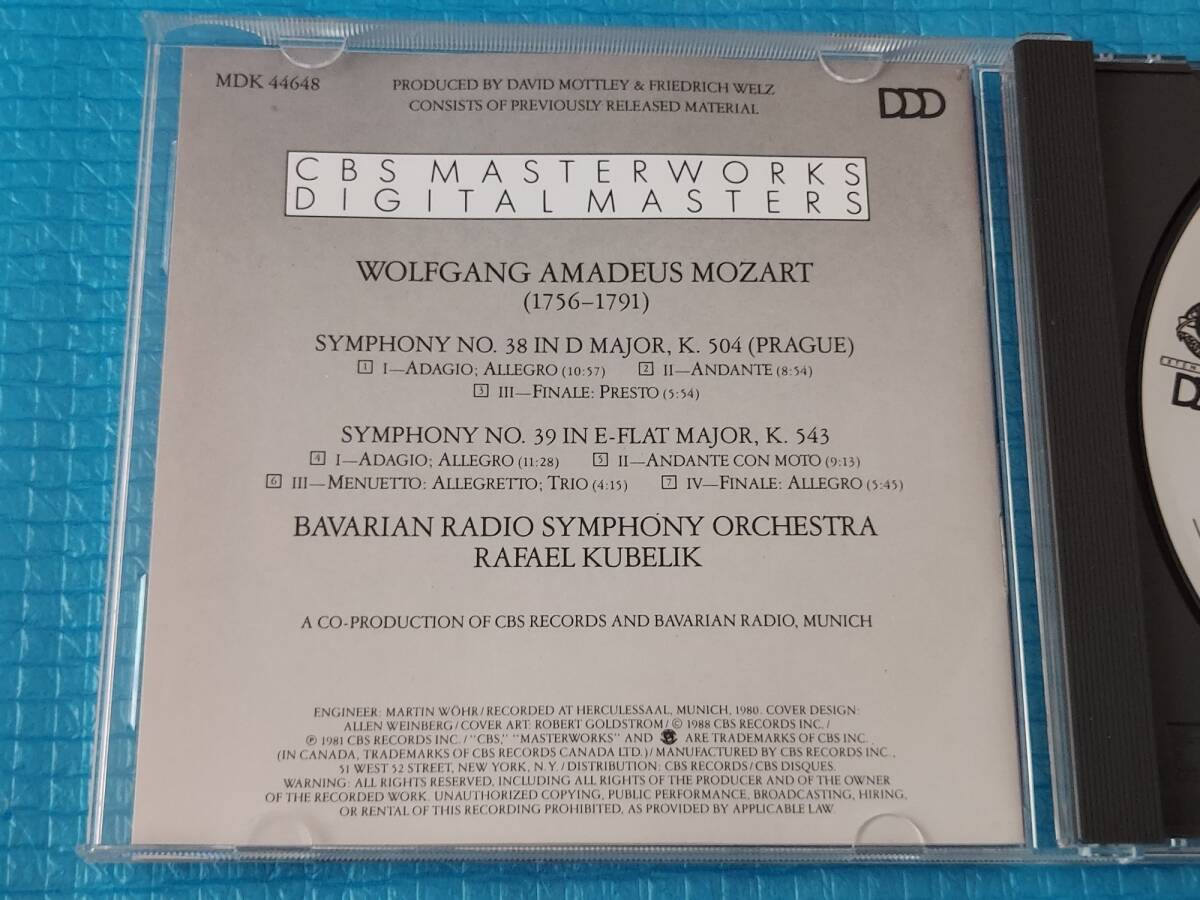 MDK 44648
PRODUCED BY DAVID MOTTLEY & FRIEDRICH WELZ
CONSISTS OF PREVIOUSLY RELEASED MATERIAL
DDD
CBS MASTERWORKS
DIGITAL MASTERS
WOLFGANG AMADEUS MOZART
(1756–1791)
SYMPHONY NO. 38 IN D MAJOR, K. 504 (PRAGUE)
1 I—ADAGIO; ALLEGRO (10:57) 2 II—ANDANTE (8:54)
3 III—FINALE: PRESTO (5:54)
SYMPHONY NO. 39 IN E-FLAT MAJOR, K. 543
4 I—ADAGIO; ALLEGRO (11:28) 5 II—ANDANTE CON MOTO (9:13)
6 III—MENUETTO: ALLEGRETTO; TRIO (4:15) 7 IV—FINALE: ALLEGRO (5:45)
BAVARIAN RADIO SYMPHONY ORCHESTRA
RAFAEL KUBELIK
A CO-PRODUCTION OF CBS RECORDS AND BAVARIAN RADIO, MUNICH
ENGINEER: MARTIN WÖHR/RECORDED AT HERCULESSAAL, MUNICH, 1980. COVER DESIGN:
ALLEN WEINBERG/COVER ART: ROBERT GOLDSTROM/© 1988 CBS RECORDS INC./
℗ 1981 CBS RECORDS INC./"CBS," "MASTERWORKS" AND ARE TRADEMARKS OF CBS INC.
(IN CANADA, TRADEMARKS OF CBS RECORDS CANADA LTD.)/MANUFACTURED BY CBS RECORDS INC.,
51 WEST 52 STREET, NEW YORK, N.Y./DISTRIBUTION: CBS RECORDS/CBS DISQUES.
WARNING: ALL RIGHTS RESERVED, INCLUDING ALL RIGHTS OF THE PRODUCER AND OF THE OWNER
OF THE RECORDED WORK. UNAUTHORIZED COPYING, PUBLIC PERFORMANCE, BROADCASTING, HIRING,
OR RENTAL OF THIS RECORDING PROHIBITED, AS PROVIDED BY APPLICABLE LAW.